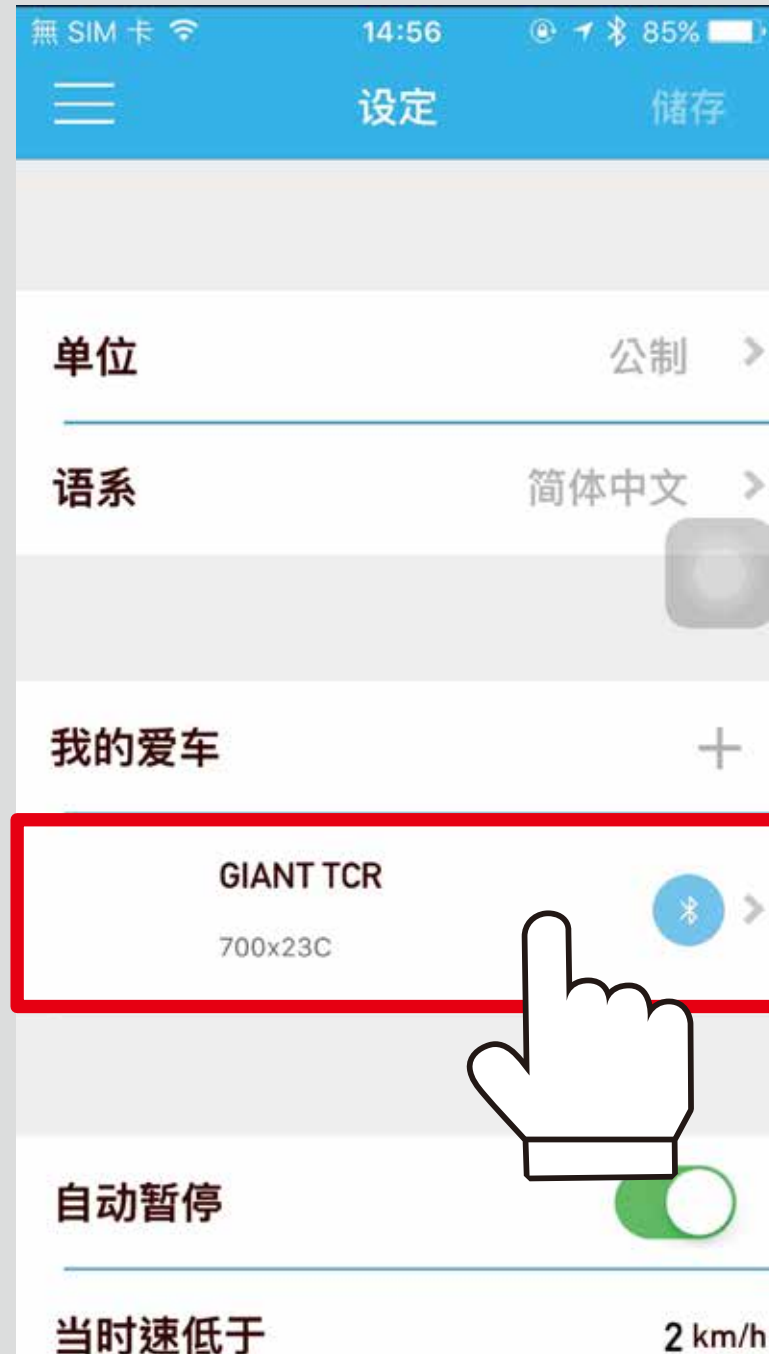 無 SIM 卡 14:56 85%
设定 储存
单位 公制
语系 简体中文
我的爱车
GIANT TCR
700x23C
自动暂停
当时速低于 2 km/h